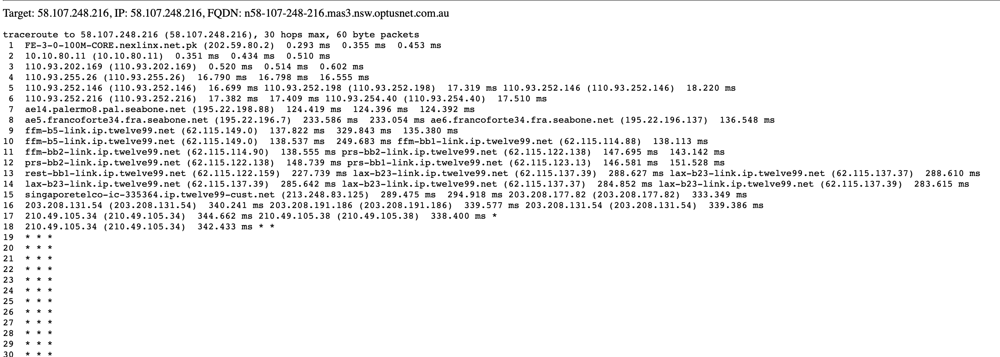 Target: 58.107.248.216, IP: 58.107.248.216, FQDN: n58-107-248-216.mas3.nsw.optusnet.com.au
traceroute to 58.107.248.216 (58.107.248.216), 30 hops max, 60 byte packets
1 FE-3-0-100M-CORE.nexlinx.net.pk (202.59.80.2) 0.293 ms 0.355 ms 0.453 ms
2 10.10.80.11 (10.10.80.11) 0.351 ms 0.434 ms 0.510 ms
3 110.93.202.169 (110.93.202.169) 0.520 ms 0.514 ms 0.602 ms
4 110.93.255.26 (110.93.255.26) 16.790 ms 16.798 ms 16.555 ms
5 110.93.252.146 (110.93.252.146) 16.699 ms 110.93.252.198 (110.93.252.198) 17.319 ms 110.93.252.146 (110.93.252.146) 18.220 ms
6 110.93.252.216 (110.93.252.216) 17.382 ms 17.409 ms 110.93.254.40 (110.93.254.40) 17.510 ms
7 ae14.palermo8.pal.seabone.net (195.22.198.88) 124.419 ms 124.396 ms 124.392 ms
8 ae5.francoforte34.fra.seabone.net (195.22.196.7) 233.586 ms 233.054 ms ae6.francoforte34.fra.seabone.net (195.22.196.137) 136.548 ms
9 ffm-b5-link.ip.twelve99.net (62.115.149.0) 137.822 ms 329.843 ms 135.380 ms
10 ffm-b5-link.ip.twelve99.net (62.115.149.0) 138.537 ms 249.683 ms ffm-bb1-link.ip.twelve99.net (62.115.114.88) 138.113 ms
11 ffm-bb2-link.ip.twelve99.net (62.115.114.90) 138.555 ms prs-bb2-link.ip.twelve99.net (62.115.122.138) 147.695 ms 143.142 ms
12 prs-bb2-link.ip.twelve99.net (62.115.122.138) 148.739 ms prs-bb1-link.ip.twelve99.net (62.115.123.13) 146.581 ms 151.528 ms
13 rest-bb1-link.ip.twelve99.net (62.115.122.159) 227.739 ms lax-b23-link.ip.twelve99.net (62.115.137.39) 288.627 ms lax-b23-link.ip.twelve99.net (62.115.137.37) 288.610 ms
14 lax-b23-link.ip.twelve99.net (62.115.137.39) 285.642 ms lax-b23-link.ip.twelve99.net (62.115.137.37) 284.852 ms lax-b23-link.ip.twelve99.net (62.115.137.39) 283.615 ms
15 singaporetelco-ic-335364.ip.twelve99-cust.net (213.248.83.125) 289.475 ms 294.918 ms 203.208.177.82 (203.208.177.82) 333.349 ms
16 203.208.131.54 (203.208.131.54) 340.241 ms 203.208.191.186 (203.208.191.186) 339.577 ms 203.208.131.54 (203.208.131.54) 339.386 ms
17 210.49.105.34 (210.49.105.34) 344.662 ms 210.49.105.38 (210.49.105.38) 338.400 ms *
18 210.49.105.34 (210.49.105.34) 342.433 ms * *
19 * * *
20 * * *
21 * * *
22 * * *
23 * * *
24 * * *
25 * * *
26 * * *
27 * * *
28 * * *
29 * * *
30 * * *